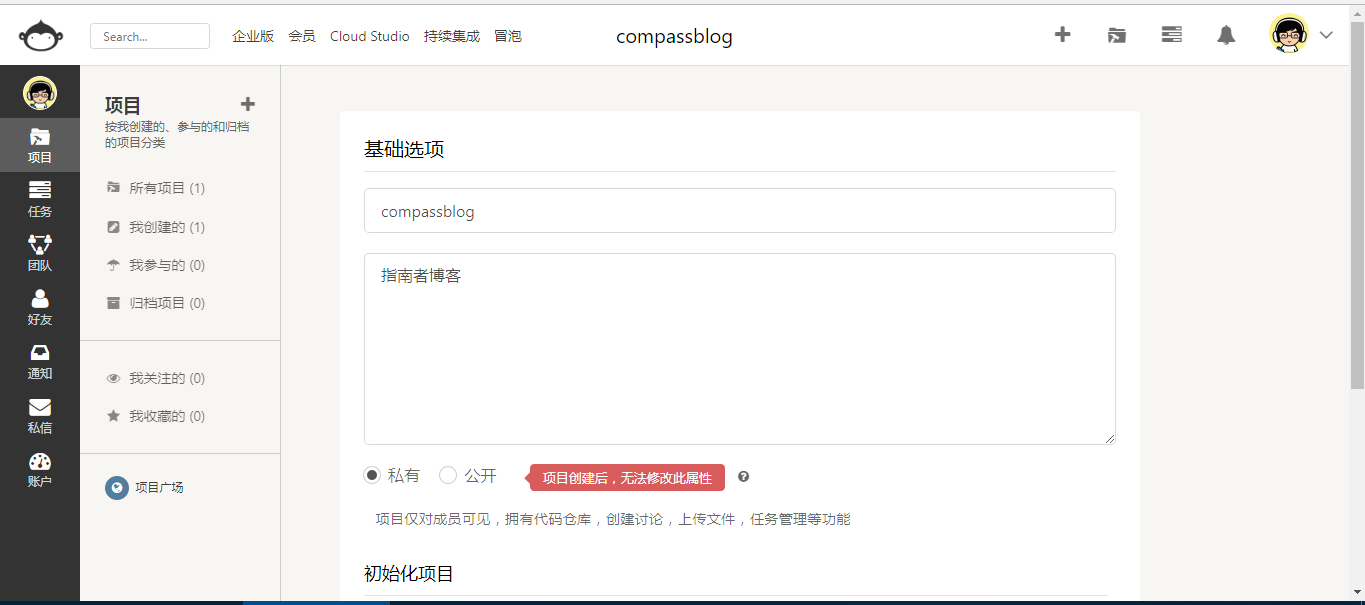 Search...
企业版 会员 Cloud Studio 持续集成 冒泡
compassblog
项目
任务
团队
好友
通知
私信
账户
项目
按我创建的、参与的和归档
的项目分类
所有项目 (1)
我创建的 (1)
我参与的 (0)
归档项目 (0)
我关注的 (0)
我收藏的 (0)
项目广场
基础选项
compassblog
指南者博客
私有 公开 项目创建后，无法修改此属性
项目仅对成员可见，拥有代码仓库，创建讨论，上传文件，任务管理等功能
初始化项目